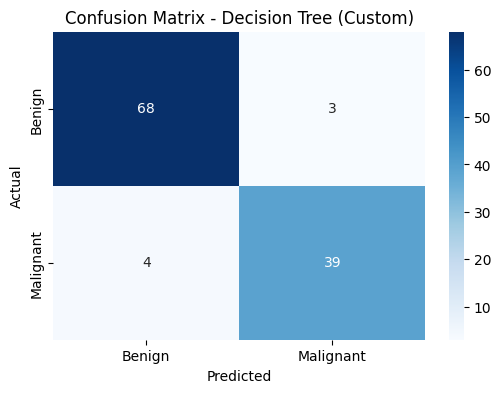 Confusion Matrix - Decision Tree (Custom)
Benign
68
3
Actual
Malignant
4
39
Benign
Malignant
Predicted
60
50
40
30
20
10